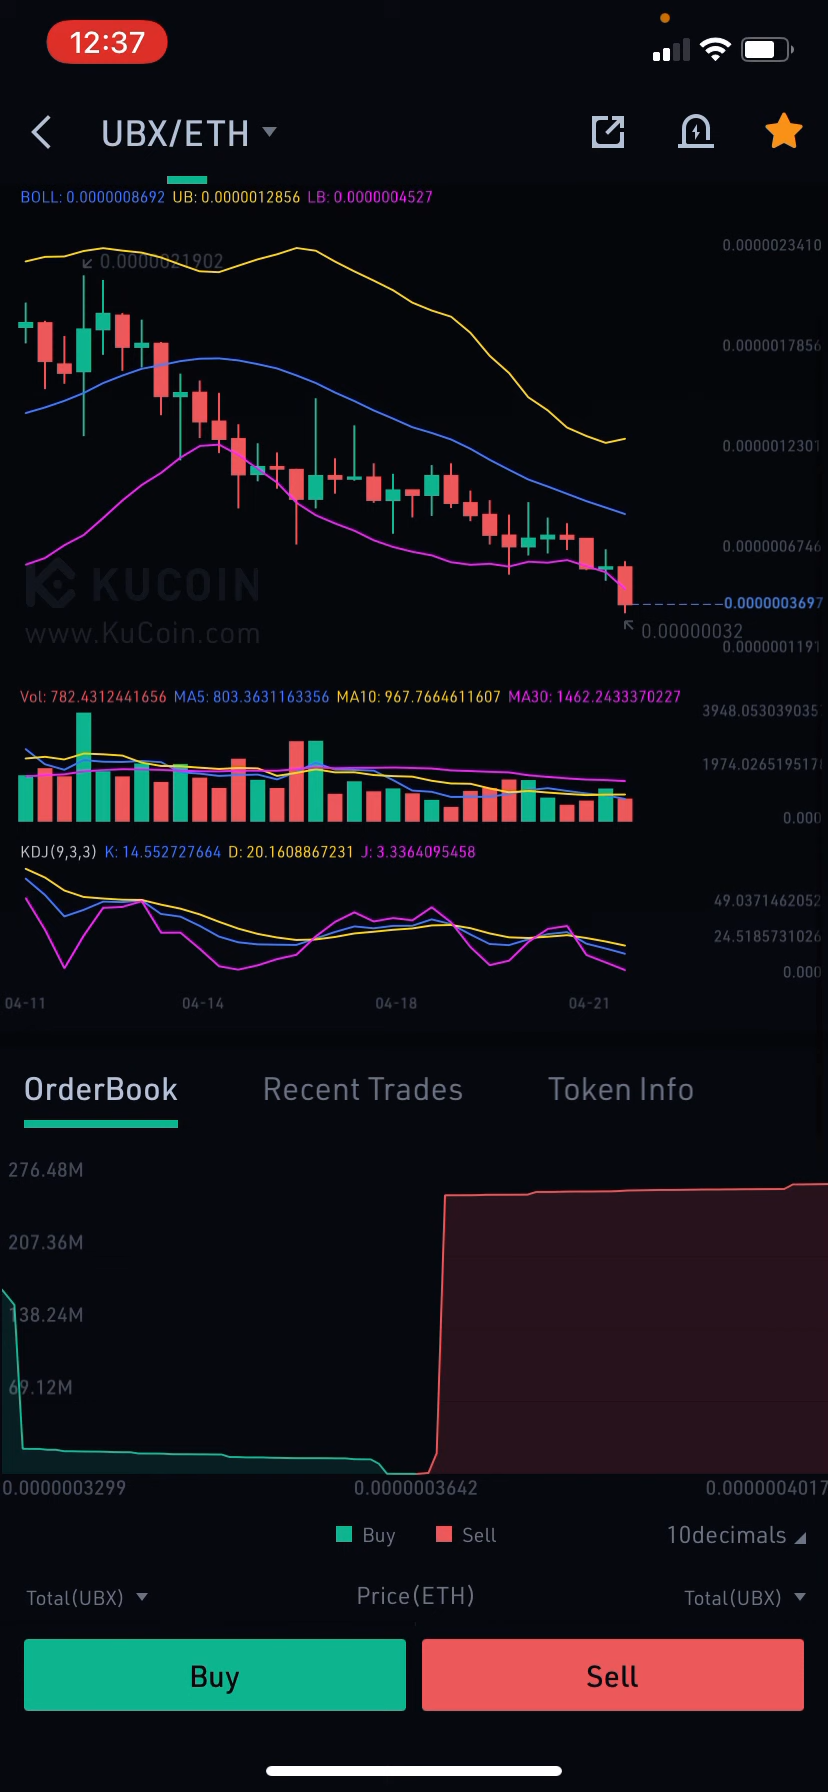 12:37
UBX/ETH
BOLL: 0.0000008692 UB: 0.0000012856 LB: 0.0000004527
0.0000023410
0.0000021902
0.0000017856
0.0000012301
0.0000006746
KUCOIN
0.0000003697
www.KuCoin.com
0.00000032
0.0000001191
Vol: 782.4312441656 MA5: 803.3631163356 MA10: 967.7664611607 MA30: 1462.2433370227
3948.0530390357
1974.0265195178
0.000
KDJ(9,3,3) K: 14.552727664 D: 20.1608867231 J: 3.3364095458
49.0371462052
24.5185731026
0.000
04-11 04-14 04-18 04-21
OrderBook Recent Trades Token Info
276.48M
207.36M
138.24M
69.12M
0.0000003299 0.0000003642 0.0000004017
Buy Sell 10decimals
Total(UBX) Price(ETH) Total(UBX)
Buy Sell